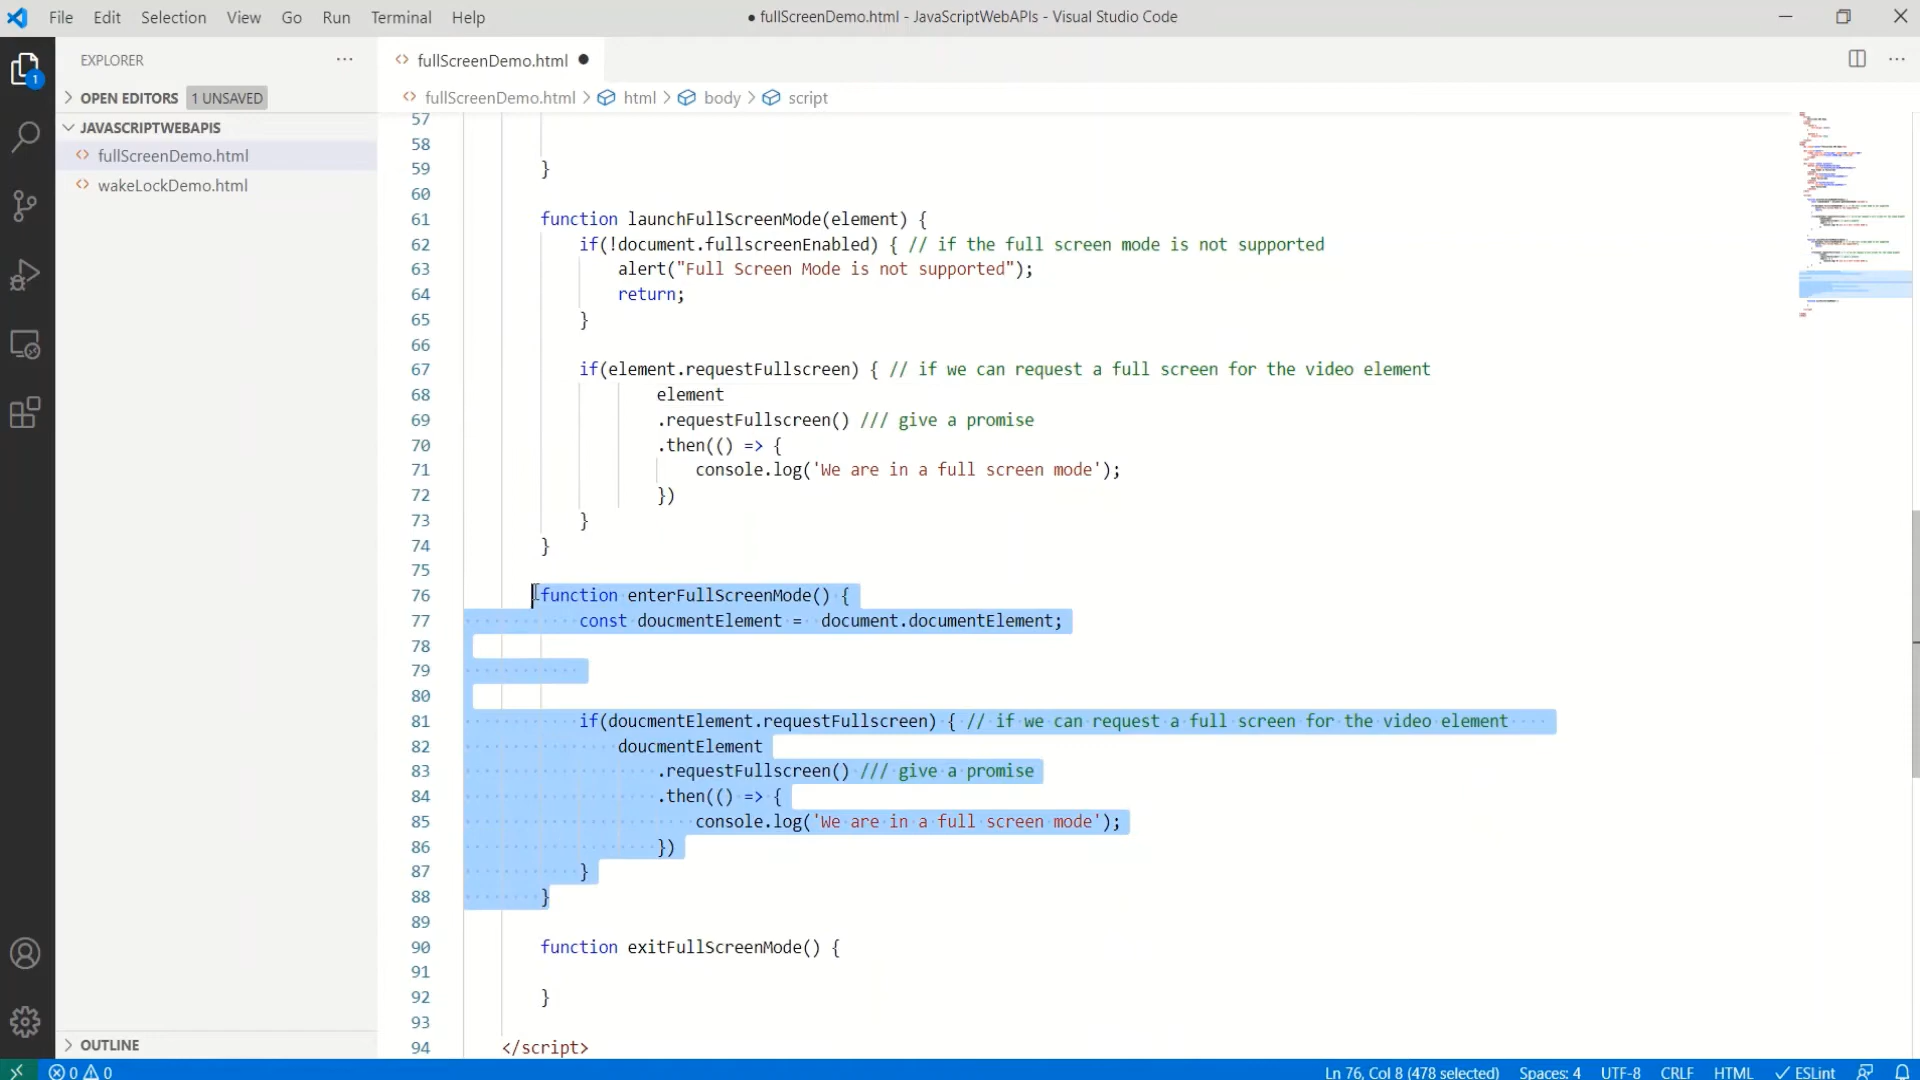 File Edit Selection View Go Run Terminal Help
● fullScreenDemo.html - JavaScriptWebAPIs - Visual Studio Code
EXPLORER ···
fullScreenDemo.html ●
OPEN EDITORS 1 UNSAVED
fullScreenDemo.html > html > body > script
JAVASCRIPTWEBAPIS
fullScreenDemo.html
wakeLockDemo.html
1
57
58
59 }
60
61 function launchFullScreenMode(element) {
62 if(!document.fullscreenEnabled) { // if the full screen mode is not supported
63 alert("Full Screen Mode is not supported");
64 return;
65 }
66
67 if(element.requestFullscreen) { // if we can request a full screen for the video element
68 element
69 .requestFullscreen() /// give a promise
70 .then(() => {
71 console.log('We are in a full screen mode');
72 })
73 }
74 }
75
76 function enterFullScreenMode() {
77 const doucmentElement = document.documentElement;
78
79
80
81 if(doucmentElement.requestFullscreen) { // if we can request a full screen for the video element
82 doucmentElement
83 .requestFullscreen() /// give a promise
84 .then(() => {
85 console.log('We are in a full screen mode');
86 })
87 }
88 }
89
90 function exitFullScreenMode() {
91
92 }
93
94 </script>
OUTLINE
0 0
Ln 76, Col 8 (478 selected) Spaces: 4 UTF-8 CRLF HTML ✓ ESLint